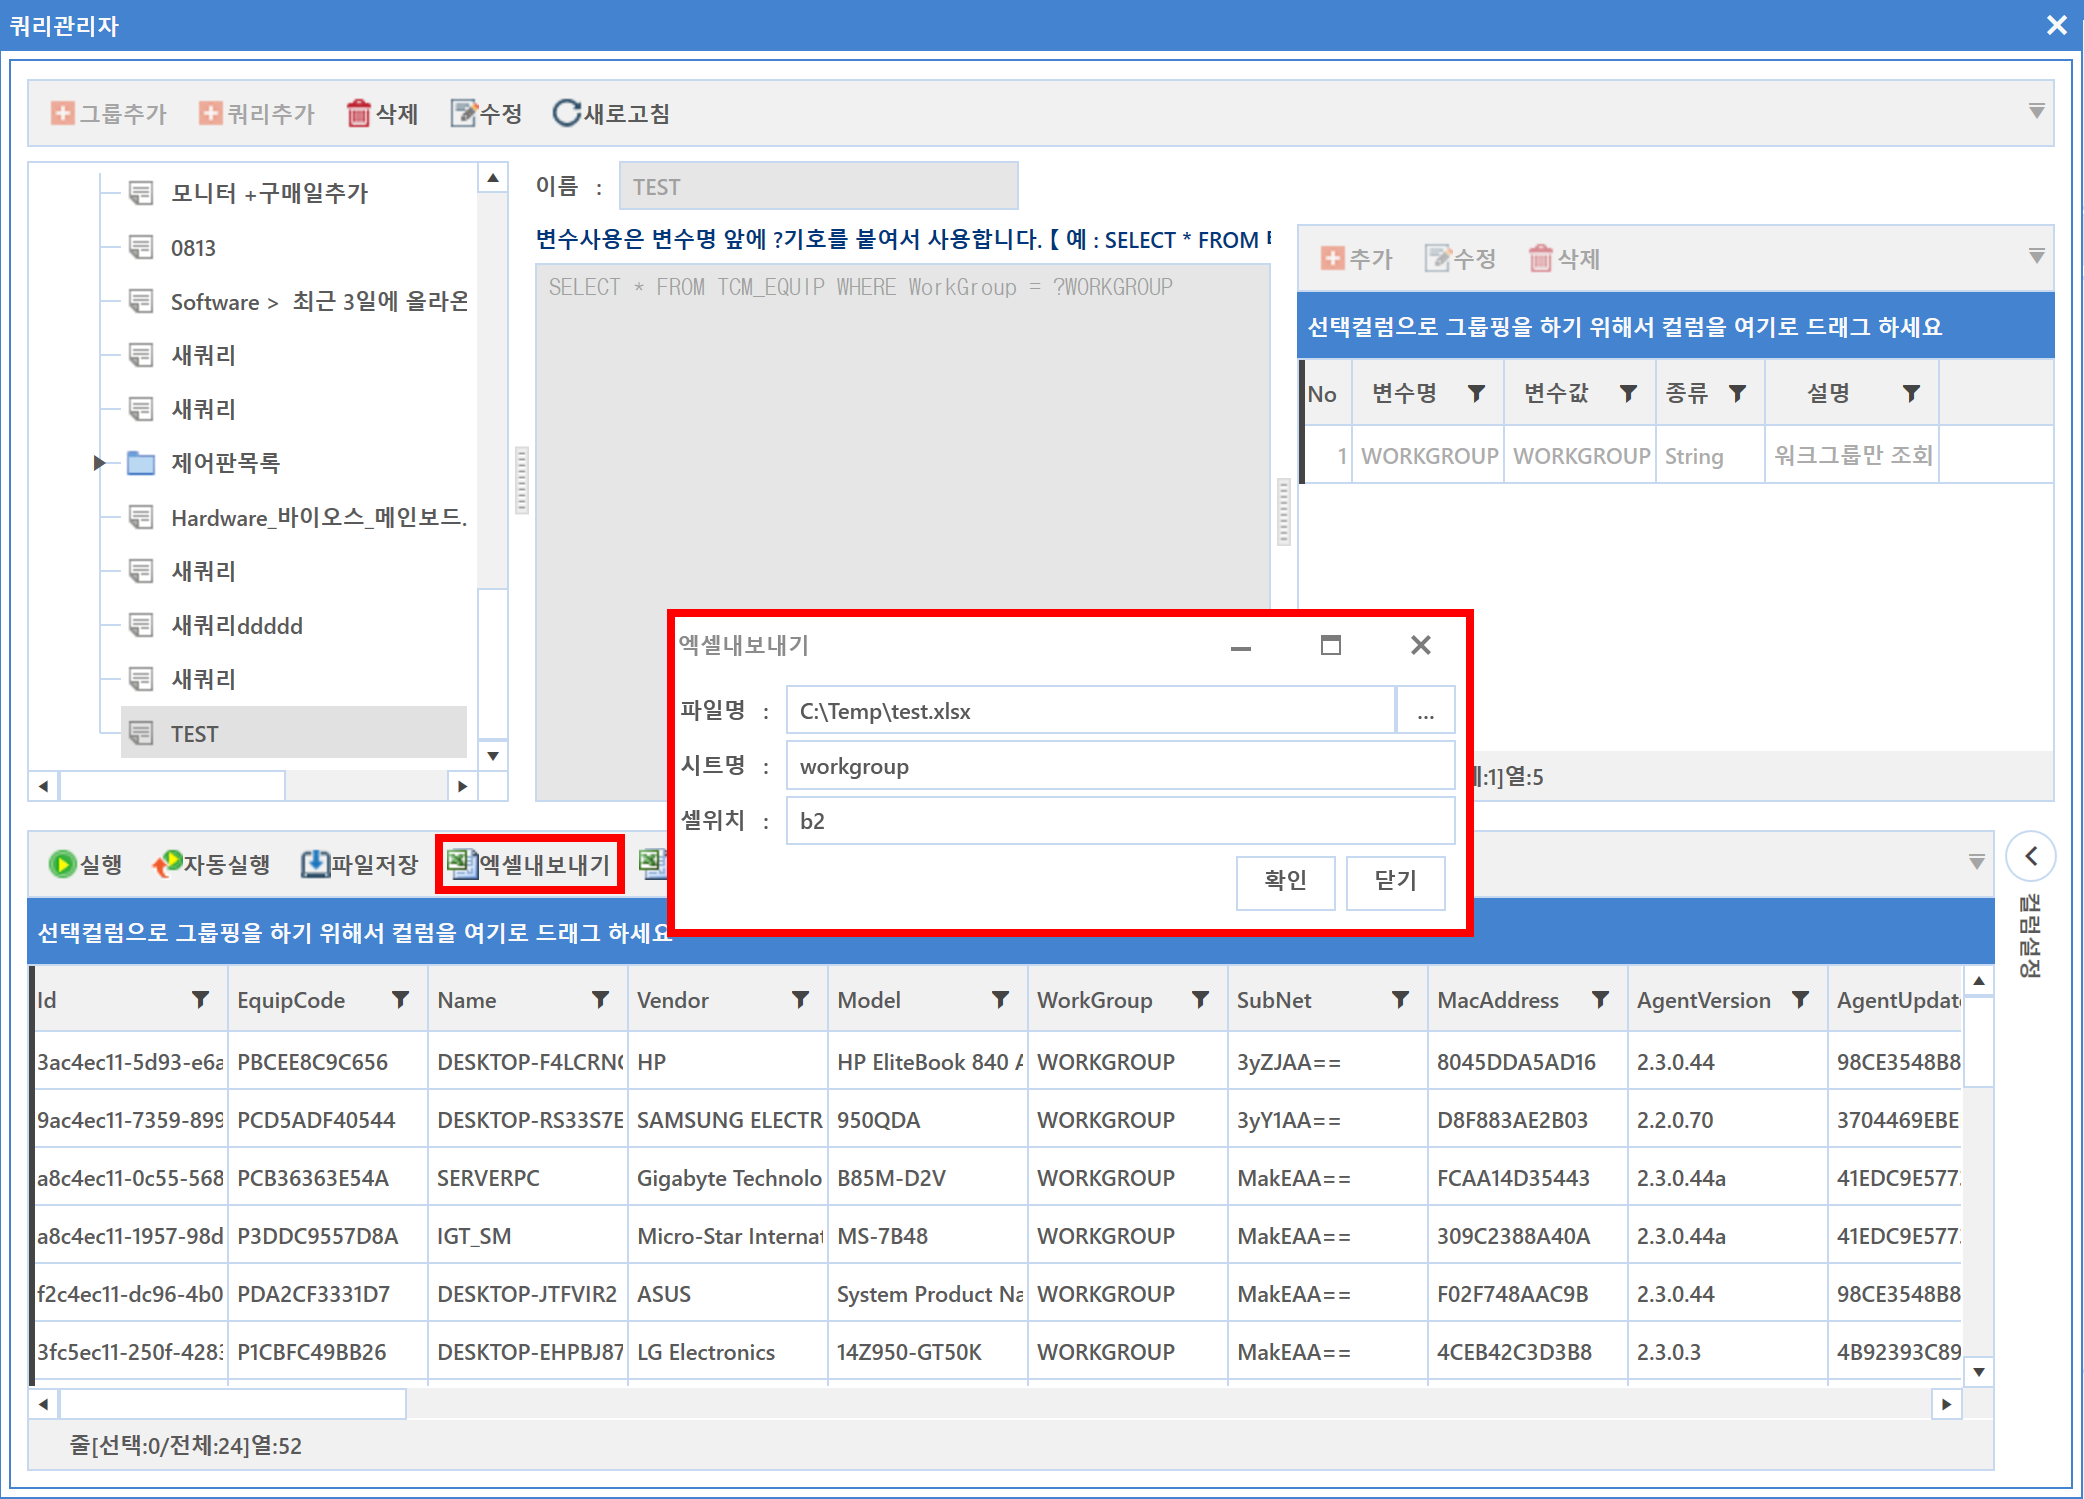 쿼리관리자
그룹추가 쿼리추가 삭제 수정 새로고침
모니터 +구매일추가
0813
Software > 최근 3일에 올라온
새쿼리
새쿼리
제어판목록
Hardware_바이오스_메인보드.
새쿼리
새쿼리ddddd
새쿼리
TEST
이름 : TEST
변수사용은 변수명 앞에 ?기호를 붙여서 사용합니다.【 예 : SELECT * FROM
SELECT * FROM TCM_EQUIP WHERE WorkGroup = ?WORKGROUP
추가 수정 삭제
선택컬럼으로 그룹핑을 하기 위해서 컬럼을 여기로 드래그 하세요
No 변수명 변수값 종류 설명
1 WORKGROUP WORKGROUP String 워크그룹만 조회
:1]열:5
엑셀내보내기
파일명 : C:\Temp\test.xlsx ...
시트명 : workgroup
셀위치 : b2
확인 닫기
실행 자동실행 파일저장 엑셀내보내기
컬럼설정
선택컬럼으로 그룹핑을 하기 위해서 컬럼을 여기로 드래그 하세요
Id EquipCode Name Vendor Model WorkGroup SubNet MacAddress AgentVersion AgentUpdat
3ac4ec11-5d93-e6a PBCEE8C9C656 DESKTOP-F4LCRN HP HP EliteBook 840 WORKGROUP 3yZJAA== 8045DDA5AD16 2.3.0.44 98CE3548B8
9ac4ec11-7359-899 PCD5ADF40544 DESKTOP-RS33S7E SAMSUNG ELECTR 950QDA WORKGROUP 3yY1AA== D8F883AE2B03 2.2.0.70 3704469EBE
a8c4ec11-0c55-568 PCB36363E54A SERVERPC Gigabyte Technolo B85M-D2V WORKGROUP MakEAA== FCAA14D35443 2.3.0.44a 41EDC9E577
a8c4ec11-1957-98d P3DDC9557D8A IGT_SM Micro-Star Internat MS-7B48 WORKGROUP MakEAA== 309C2388A40A 2.3.0.44a 41EDC9E577
f2c4ec11-dc96-4b0 PDA2CF3331D7 DESKTOP-JTFVIR2 ASUS System Product Na WORKGROUP MakEAA== F02F748AAC9B 2.3.0.44 98CE3548B8
3fc5ec11-250f-428 P1CBFC49BB26 DESKTOP-EHPBJ87 LG Electronics 14Z950-GT50K WORKGROUP MakEAA== 4CEB42C3D3B8 2.3.0.3 4B92393C89
줄[선택:0/전체:24]열:52